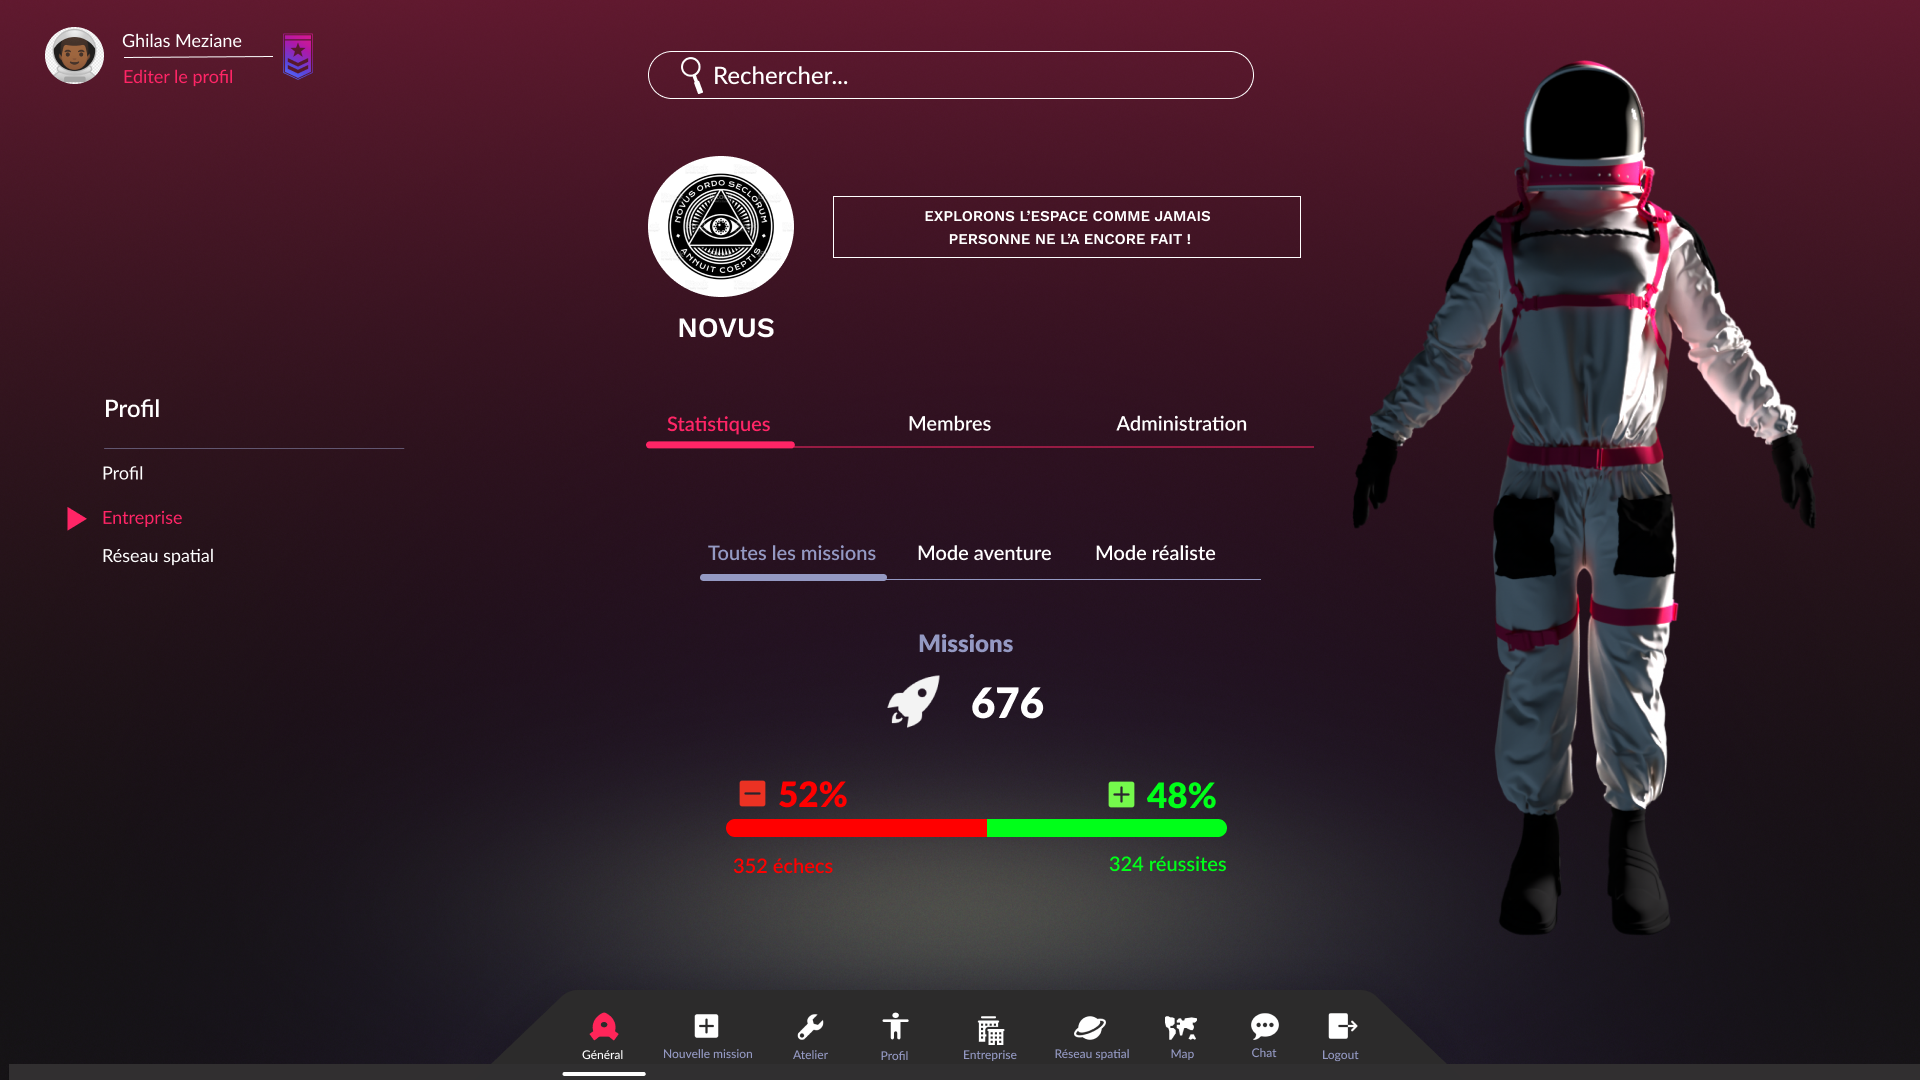 Ghilas Meziane
Editer le profil
Rechercher...
NOVUS ORDO SECLORUM
ANNUIT COEPTIS
EXPLORONS L'ESPACE COMME JAMAIS
PERSONNE NE L'A ENCORE FAIT !
NOVUS
Profil
Profil
Entreprise
Réseau spatial
Statistiques Membres Administration
Toutes les missions Mode aventure Mode réaliste
Missions
676
52% 48%
352 échecs 324 réussites
Général Nouvelle mission Atelier Profil Entreprise Réseau spatial Map Chat Logout